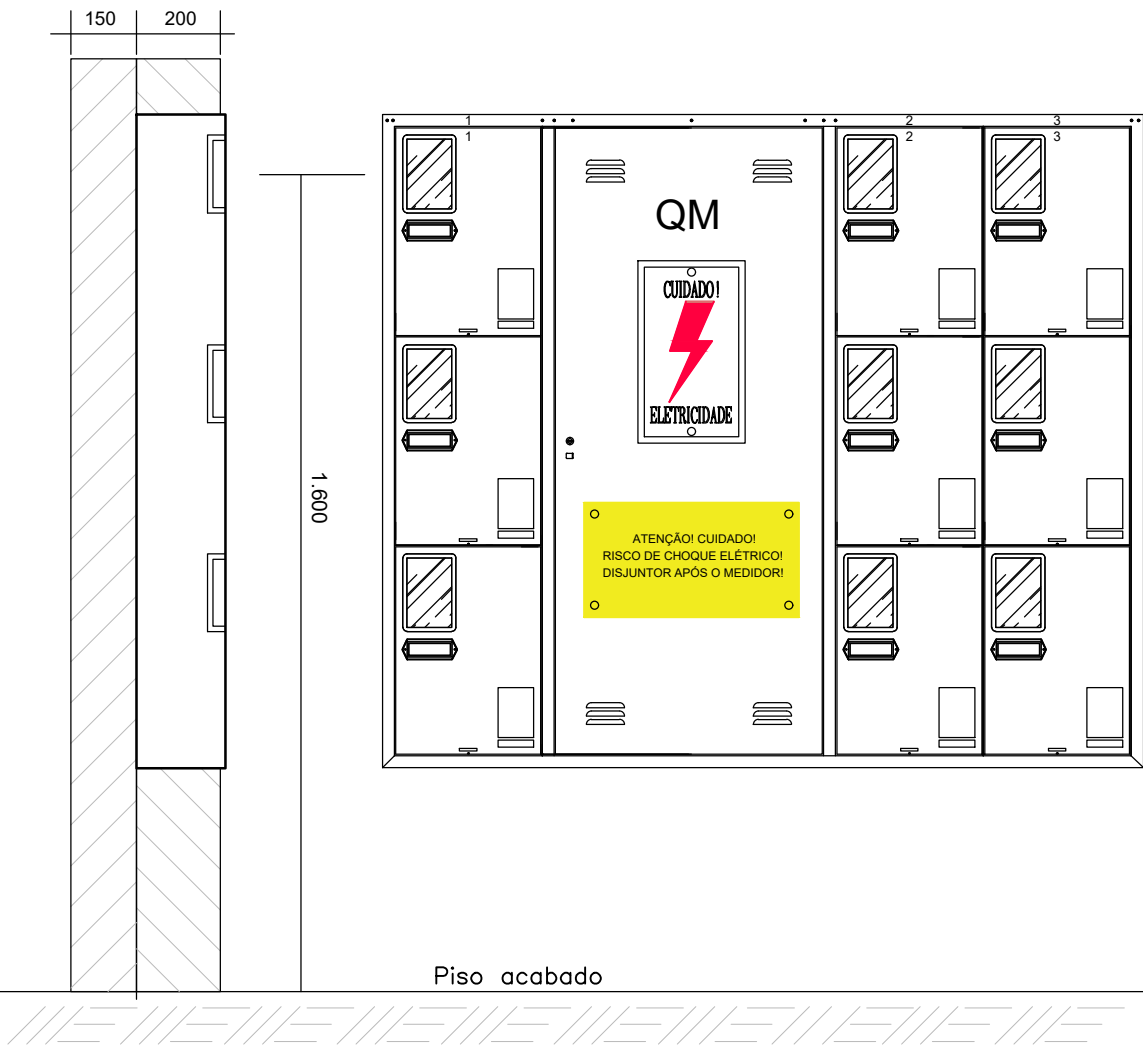 150 200
1 2 3
1 2 3
QM
CUIDADO!
ELETRICIDADE
1.600
ATENÇÃO! CUIDADO!
RISCO DE CHOQUE ELÉTRICO!
DISJUNTOR APÓS O MEDIDOR!
Piso acabado